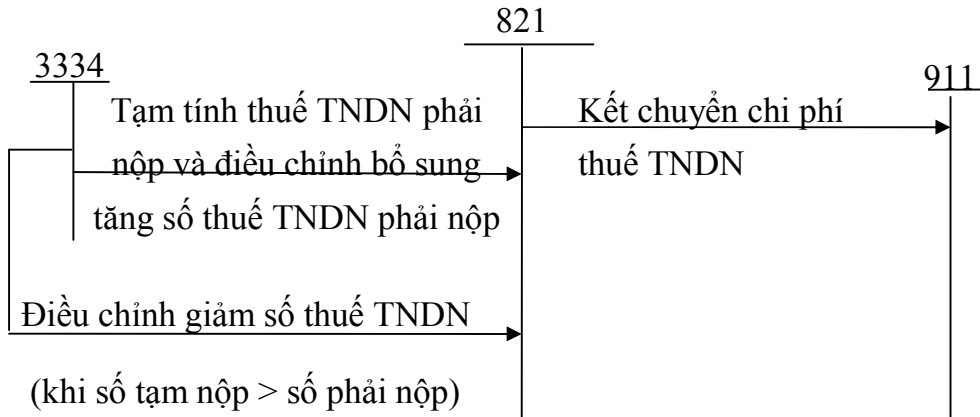 821
3334
911
Tạm tính thuế TNDN phải
nộp và điều chỉnh bổ sung
tăng số thuế TNDN phải nộp
Kết chuyển chi phí
thuế TNDN
Điều chỉnh giảm số thuế TNDN
(khi số tạm nộp > số phải nộp)